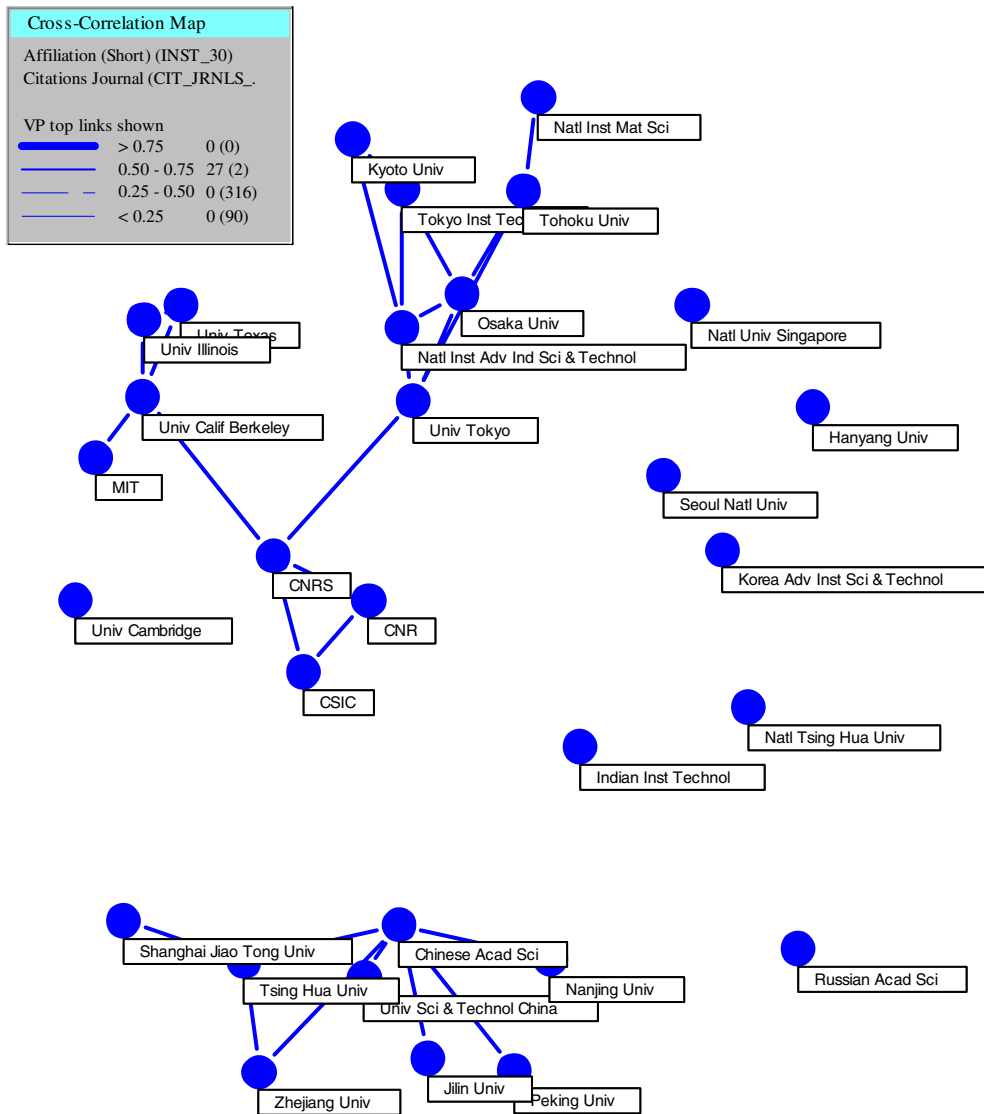 Cross-Correlation Map
Affiliation (Short) (INST_30)
Citations Journal (CIT_JRNLS_.
VP top links shown
> 0.75 0 (0)
0.50 - 0.75 27 (2)
0.25 - 0.50 0 (316)
< 0.25 0 (90)
Natl Inst Mat Sci
Kyoto Univ
Tokyo Inst Tec
Tohoku Univ
Osaka Univ
Natl Univ Singapore
Univ Texas
Univ Illinois
Natl Inst Adv Ind Sci & Technol
Univ Calif Berkeley
Univ Tokyo
Hanyang Univ
MIT
Seoul Natl Univ
CNRS
Korea Adv Inst Sci & Technol
Univ Cambridge
CNR
CSIC
Natl Tsing Hua Univ
Indian Inst Technol
Shanghai Jiao Tong Univ
Chinese Acad Sci
Russian Acad Sci
Tsing Hua Univ
Nanjing Univ
Univ Sci & Technol China
Zhejiang Univ
Jilin Univ
Peking Univ